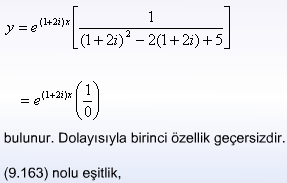 y = e^{(1+2i)x} [ 1 / ((1+2i)^2 − 2(1+2i) + 5) ]
= e^{(1+2i)x} (1/0)
bulunur. Dolayısıyla birinci özellik geçersizdir.
(9.163) nolu eşitlik,